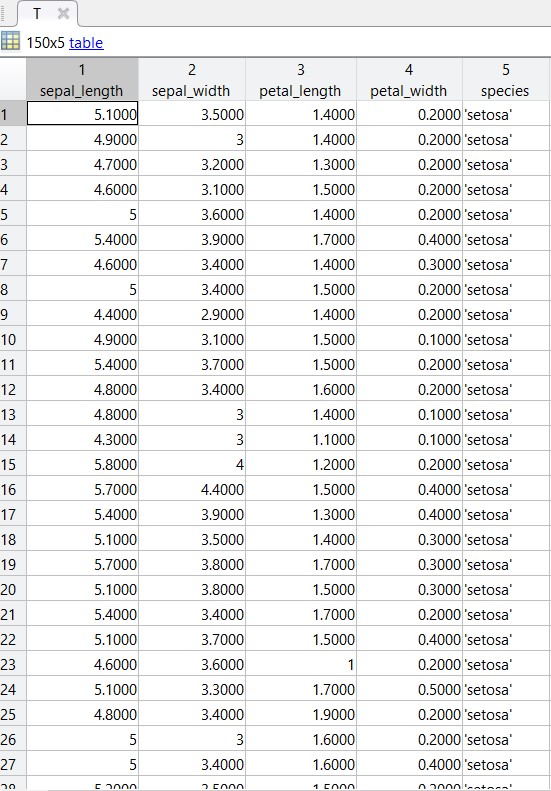 T
150x5 table
1 2 3 4 5
sepal_length sepal_width petal_length petal_width species
1 5.1000 3.5000 1.4000 0.2000 'setosa'
2 4.9000 3 1.4000 0.2000 'setosa'
3 4.7000 3.2000 1.3000 0.2000 'setosa'
4 4.6000 3.1000 1.5000 0.2000 'setosa'
5 5 3.6000 1.4000 0.2000 'setosa'
6 5.4000 3.9000 1.7000 0.4000 'setosa'
7 4.6000 3.4000 1.4000 0.3000 'setosa'
8 5 3.4000 1.5000 0.2000 'setosa'
9 4.4000 2.9000 1.4000 0.2000 'setosa'
10 4.9000 3.1000 1.5000 0.1000 'setosa'
11 5.4000 3.7000 1.5000 0.2000 'setosa'
12 4.8000 3.4000 1.6000 0.2000 'setosa'
13 4.8000 3 1.4000 0.1000 'setosa'
14 4.3000 3 1.1000 0.1000 'setosa'
15 5.8000 4 1.2000 0.2000 'setosa'
16 5.7000 4.4000 1.5000 0.4000 'setosa'
17 5.4000 3.9000 1.3000 0.4000 'setosa'
18 5.1000 3.5000 1.4000 0.3000 'setosa'
19 5.7000 3.8000 1.7000 0.3000 'setosa'
20 5.1000 3.8000 1.5000 0.3000 'setosa'
21 5.4000 3.4000 1.7000 0.2000 'setosa'
22 5.1000 3.7000 1.5000 0.4000 'setosa'
23 4.6000 3.6000 1 0.2000 'setosa'
24 5.1000 3.3000 1.7000 0.5000 'setosa'
25 4.8000 3.4000 1.9000 0.2000 'setosa'
26 5 3 1.6000 0.2000 'setosa'
27 5 3.4000 1.6000 0.4000 'setosa'
28 5.2000 3.5000 1.5000 0.2000 'setosa'